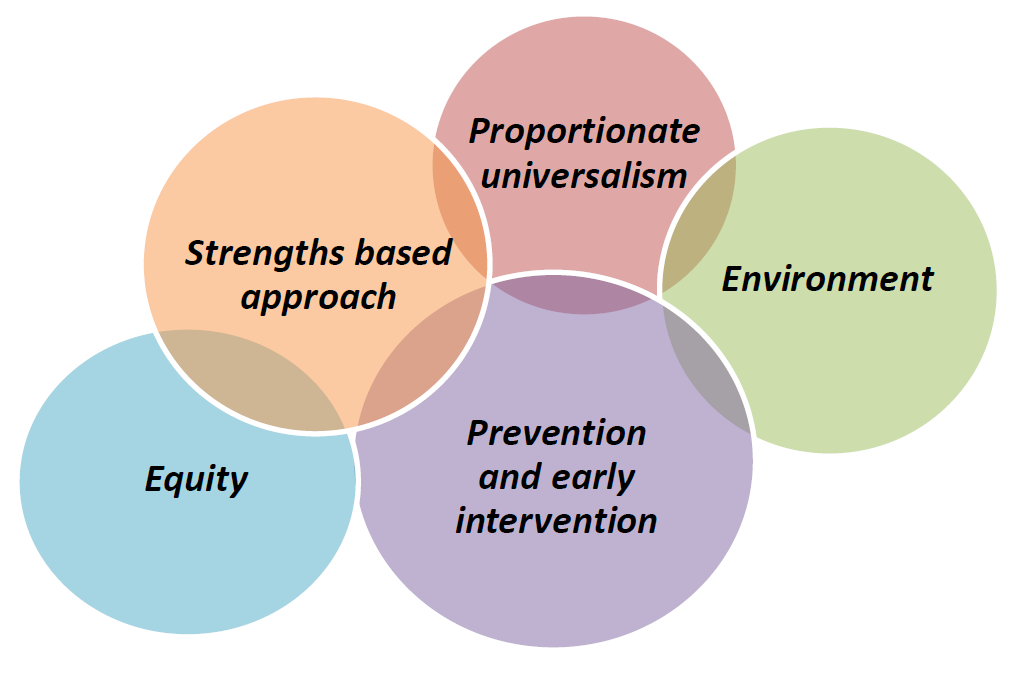 Proportionate
universalism
Strengths based
approach
Environment
Equity
Prevention
and early
intervention